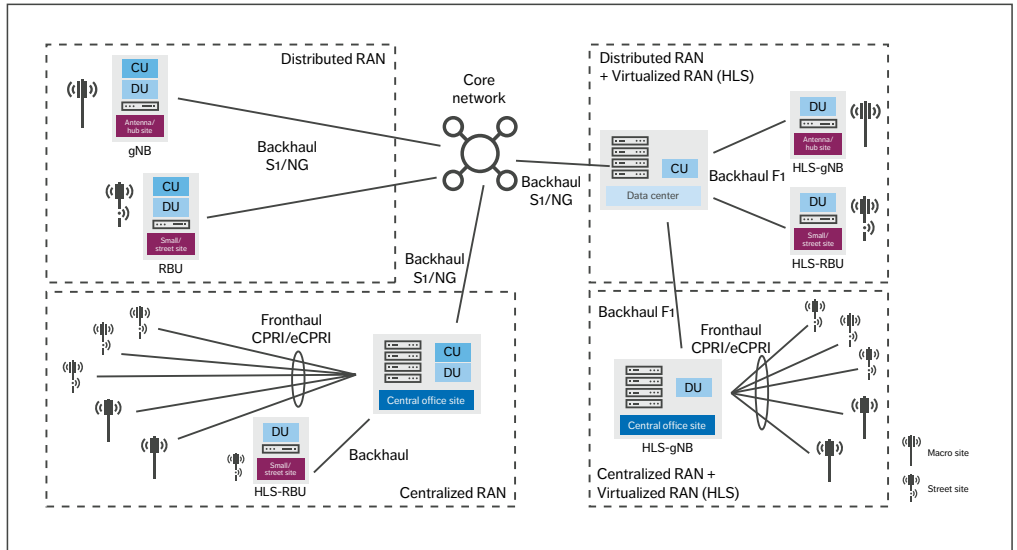 Distributed RAN
CU
DU
Antenna/
hub site
gNB
Backhaul
S1/NG
CU
DU
Small/
street site
RBU
Core
network
Backhaul
S1/NG
Backhaul
S1/NG
Distributed RAN
+ Virtualized RAN (HLS)
CU
Data center
Backhaul F1
DU
Antenna/
hub site
HLS-gNB
DU
Small/
street site
HLS-RBU
Fronthaul
CPRI/eCPRI
CU
DU
Central office site
DU
Small/
street site
HLS-RBU
Backhaul
Centralized RAN
Backhaul F1
Fronthaul
CPRI/eCPRI
DU
Central office site
HLS-gNB
Centralized RAN +
Virtualized RAN (HLS)
Macro site
Street site